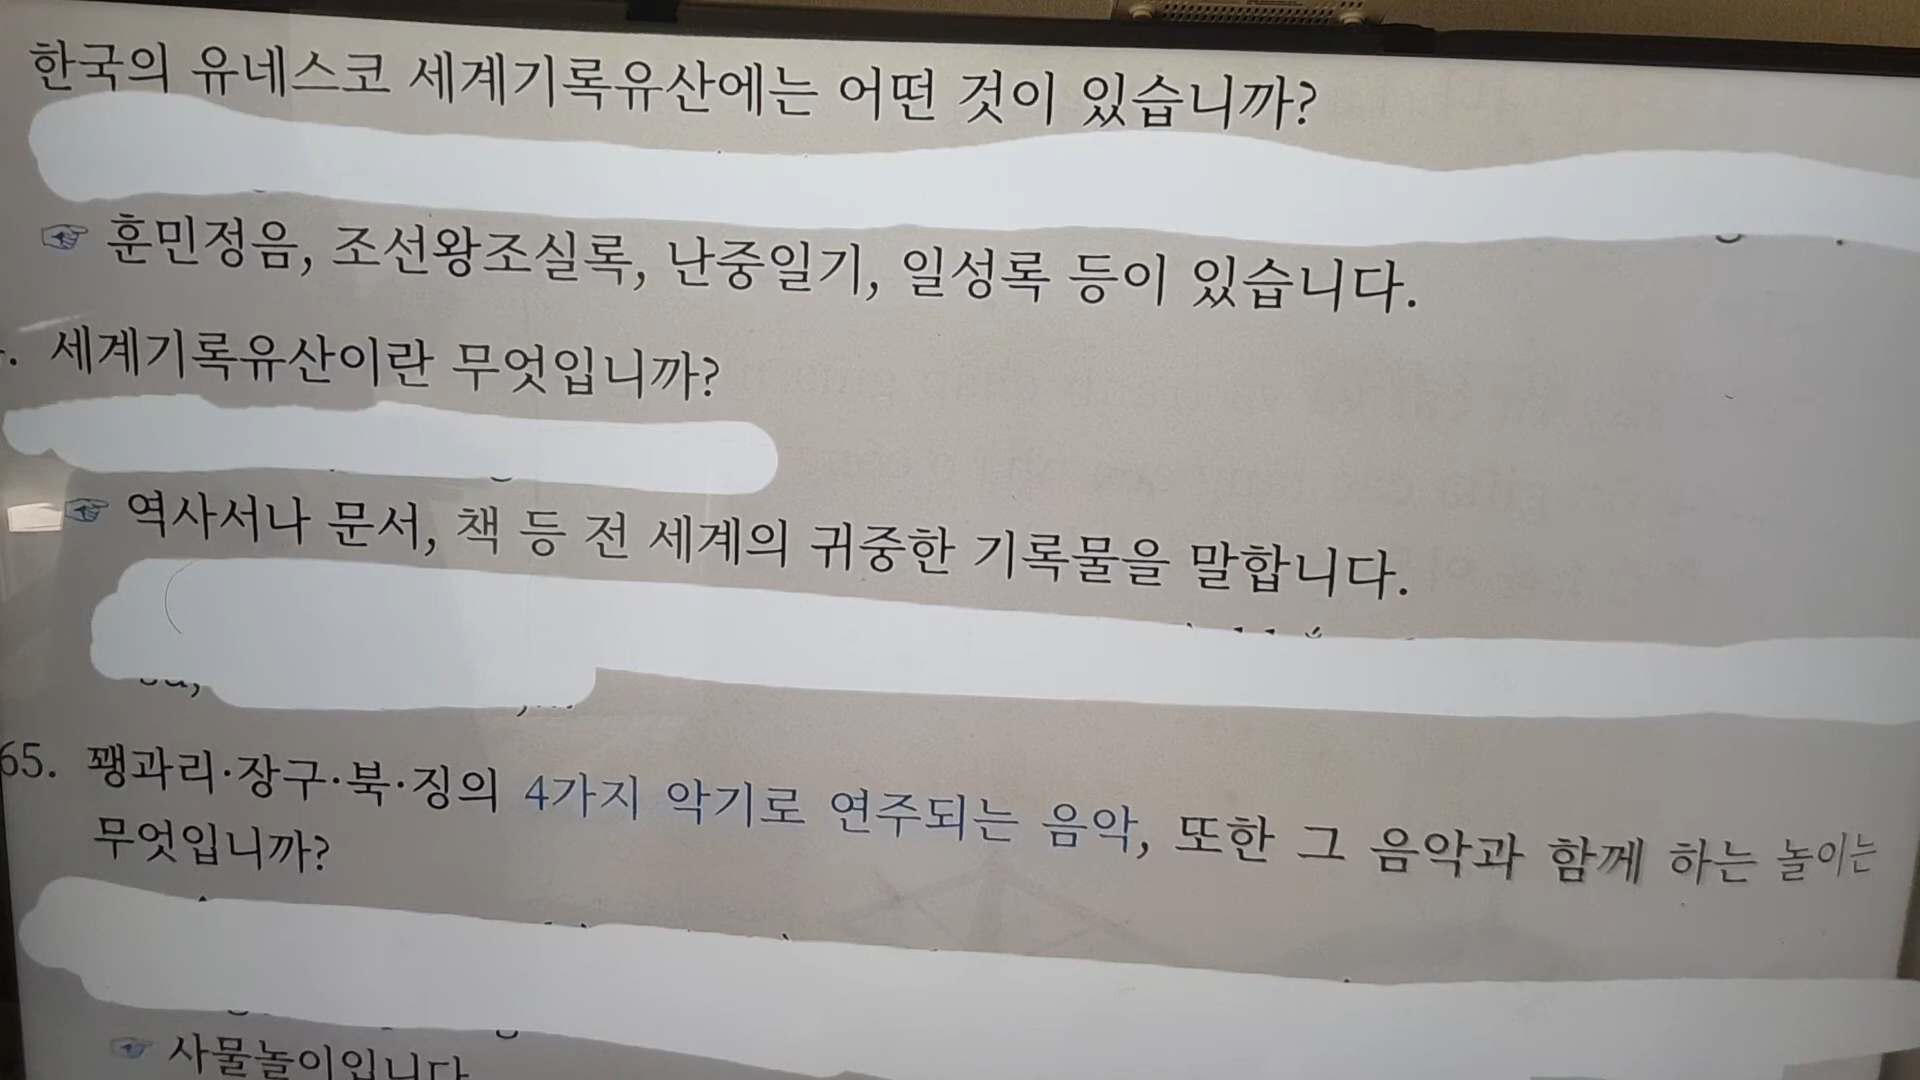 한국의 유네스코 세계기록유산에는 어떤 것이 있습니까?
☞ 훈민정음, 조선왕조실록, 난중일기, 일성록 등이 있습니다.
. 세계기록유산이란 무엇입니까?
☞ 역사서나 문서, 책 등 전 세계의 귀중한 기록물을 말합니다.
65. 꽹과리·장구·북·징의 4가지 악기로 연주되는 음악, 또한 그 음악과 함께 하는 놀이는
무엇입니까?
☞ 사물놀이입니다